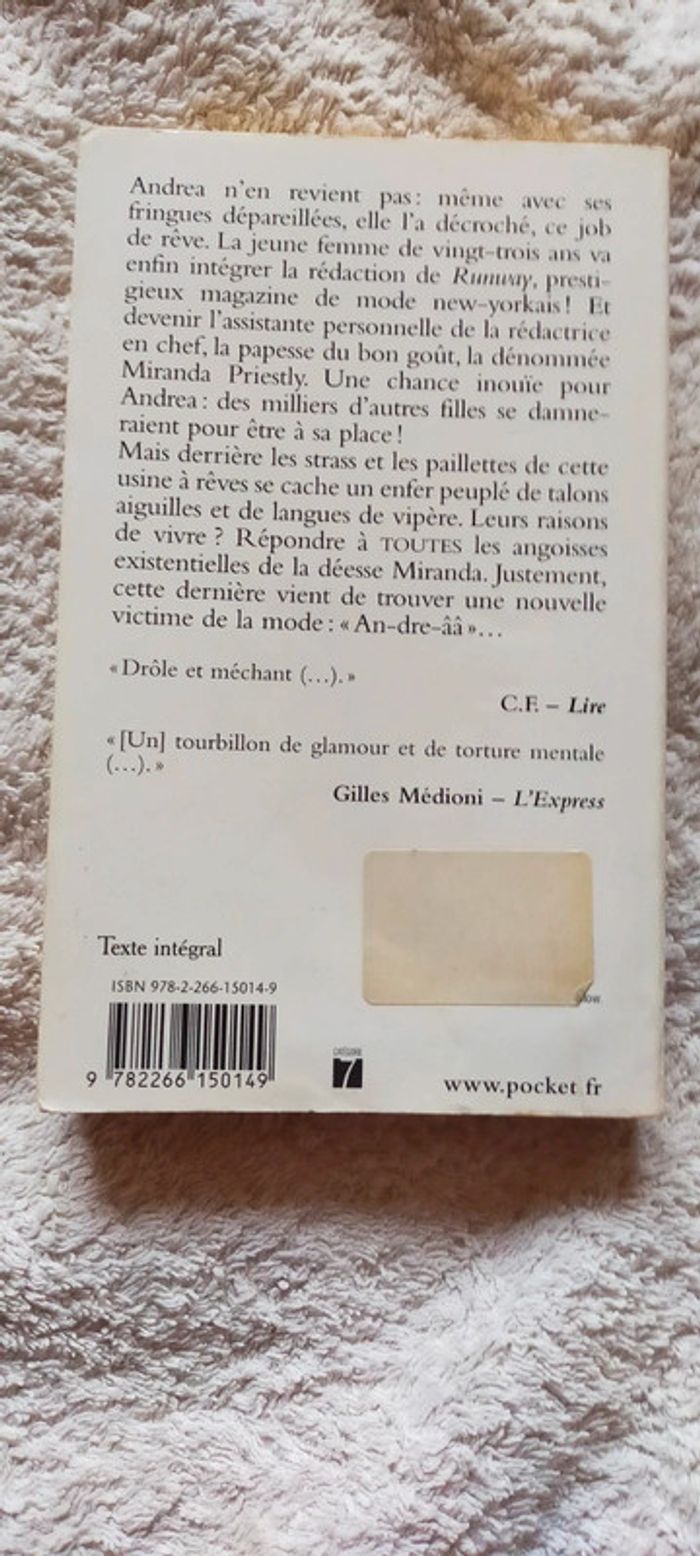 Andrea n'en revient pas : même avec ses
fringues dépareillées, elle l'a décroché, ce job
de rêve. La jeune femme de vingt-trois ans va
enfin intégrer la rédaction de Runway, presti-
gieux magazine de mode new-yorkais ! Et
devenir l'assistante personnelle de la rédactrice
en chef, la papesse du bon goût, la dénommée
Miranda Priestly. Une chance inouïe pour
Andrea : des milliers d'autres filles se damne-
raient pour être à sa place !
Mais derrière les strass et les paillettes de cette
usine à rêves se cache un enfer peuplé de talons
aiguilles et de langues de vipère. Leurs raisons
de vivre ? Répondre à TOUTES les angoisses
existentielles de la déesse Miranda. Justement,
cette dernière vient de trouver une nouvelle
victime de la mode : « An-dre-ââ »...
« Drôle et méchant (...). »
C.F. – Lire
« [Un] tourbillon de glamour et de torture mentale
(...). »
Gilles Médioni – L'Express
Texte intégral
ISBN 978-2-266-15014-9
9 782266 150149
CATÉGORIE
7
www.pocket.fr